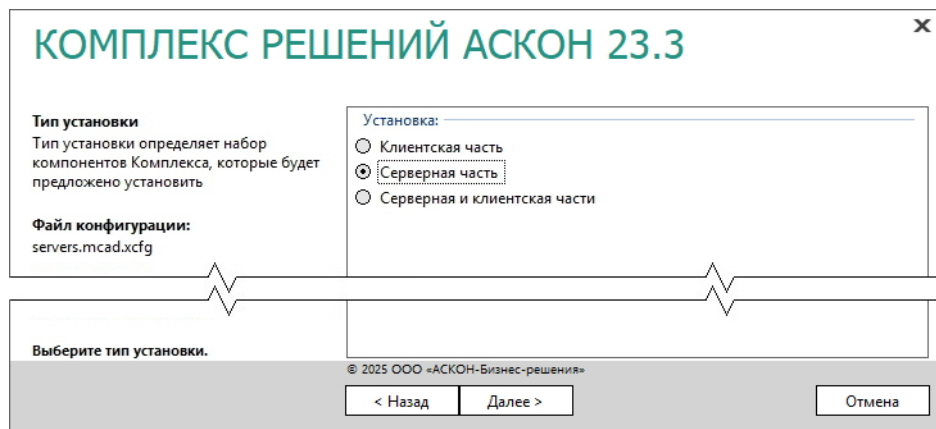 КОМПЛЕКС РЕШЕНИЙ АСКОН 23.3
Тип установки
Тип установки определяет набор
компонентов Комплекса, которые будет
предложено установить
Файл конфигурации:
servers.mcad.xcfg
Установка:
Клиентская часть
Серверная часть
Серверная и клиентская части
Выберите тип установки.
© 2025 ООО «АСКОН-Бизнес-решения»
< Назад
Далее >
Отмена